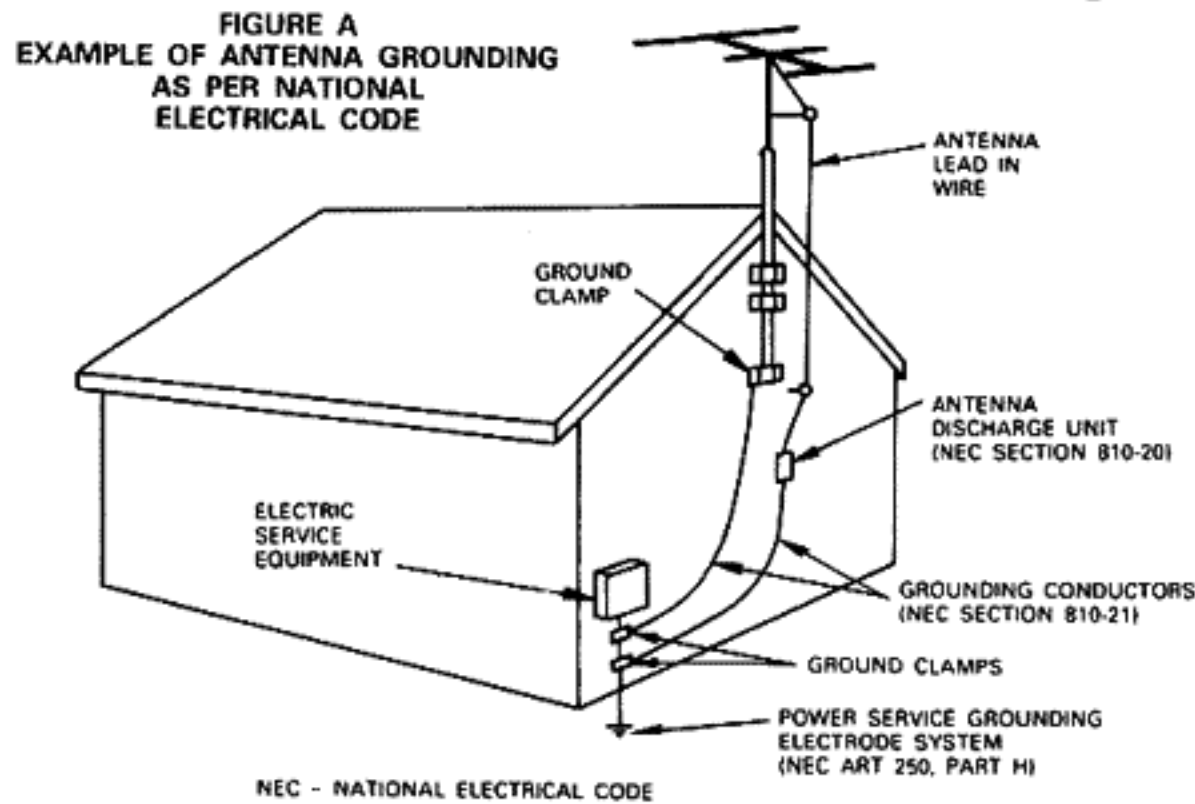 FIGURE A
EXAMPLE OF ANTENNA GROUNDING
AS PER NATIONAL
ELECTRICAL CODE
ANTENNA
LEAD IN
WIRE
GROUND
CLAMP
ANTENNA
DISCHARGE UNIT
(NEC SECTION 810-20)
ELECTRIC
SERVICE
EQUIPMENT
GROUNDING CONDUCTORS
(NEC SECTION 810-21)
GROUND CLAMPS
POWER SERVICE GROUNDING
ELECTRODE SYSTEM
(NEC ART 250, PART H)
NEC - NATIONAL ELECTRICAL CODE